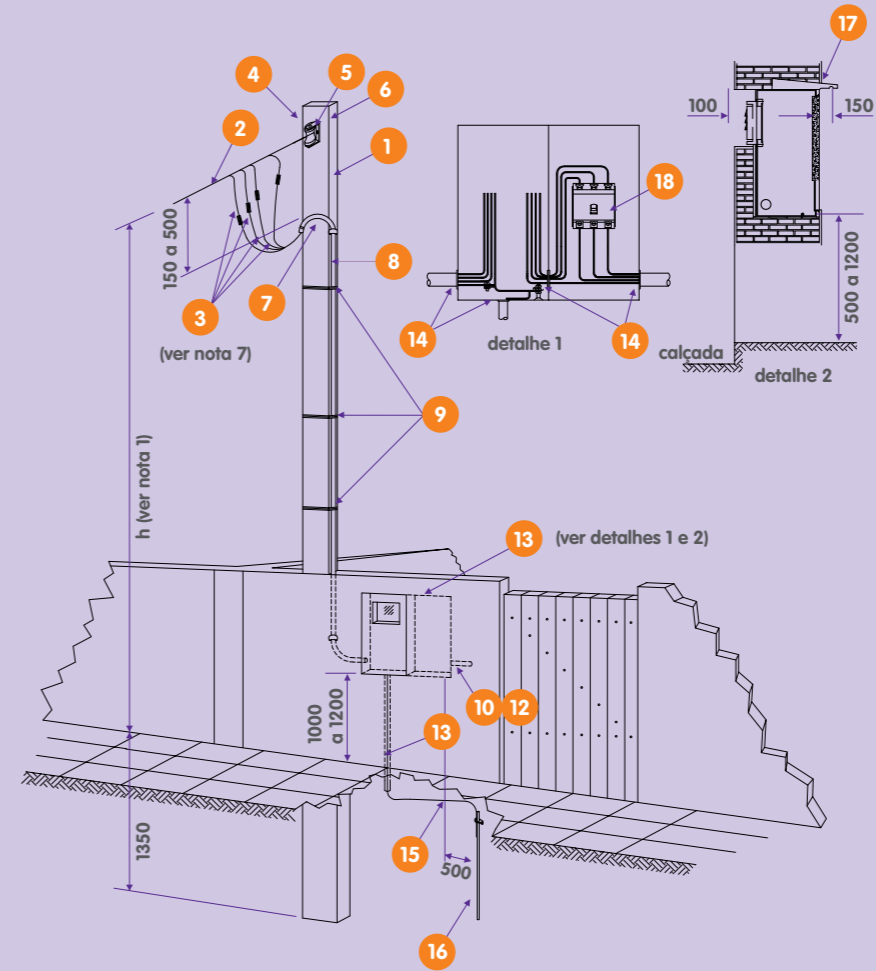 17
4
5
6
100
150
2
1
18
150 a 500
8
500 a 1200
3
7
14
14
(ver nota 7)
detalhe 1
calçada
detalhe 2
9
h (ver nota 1)
13
(ver detalhes 1 e 2)
10
12
1000
a 1200
13
1350
15
500
16